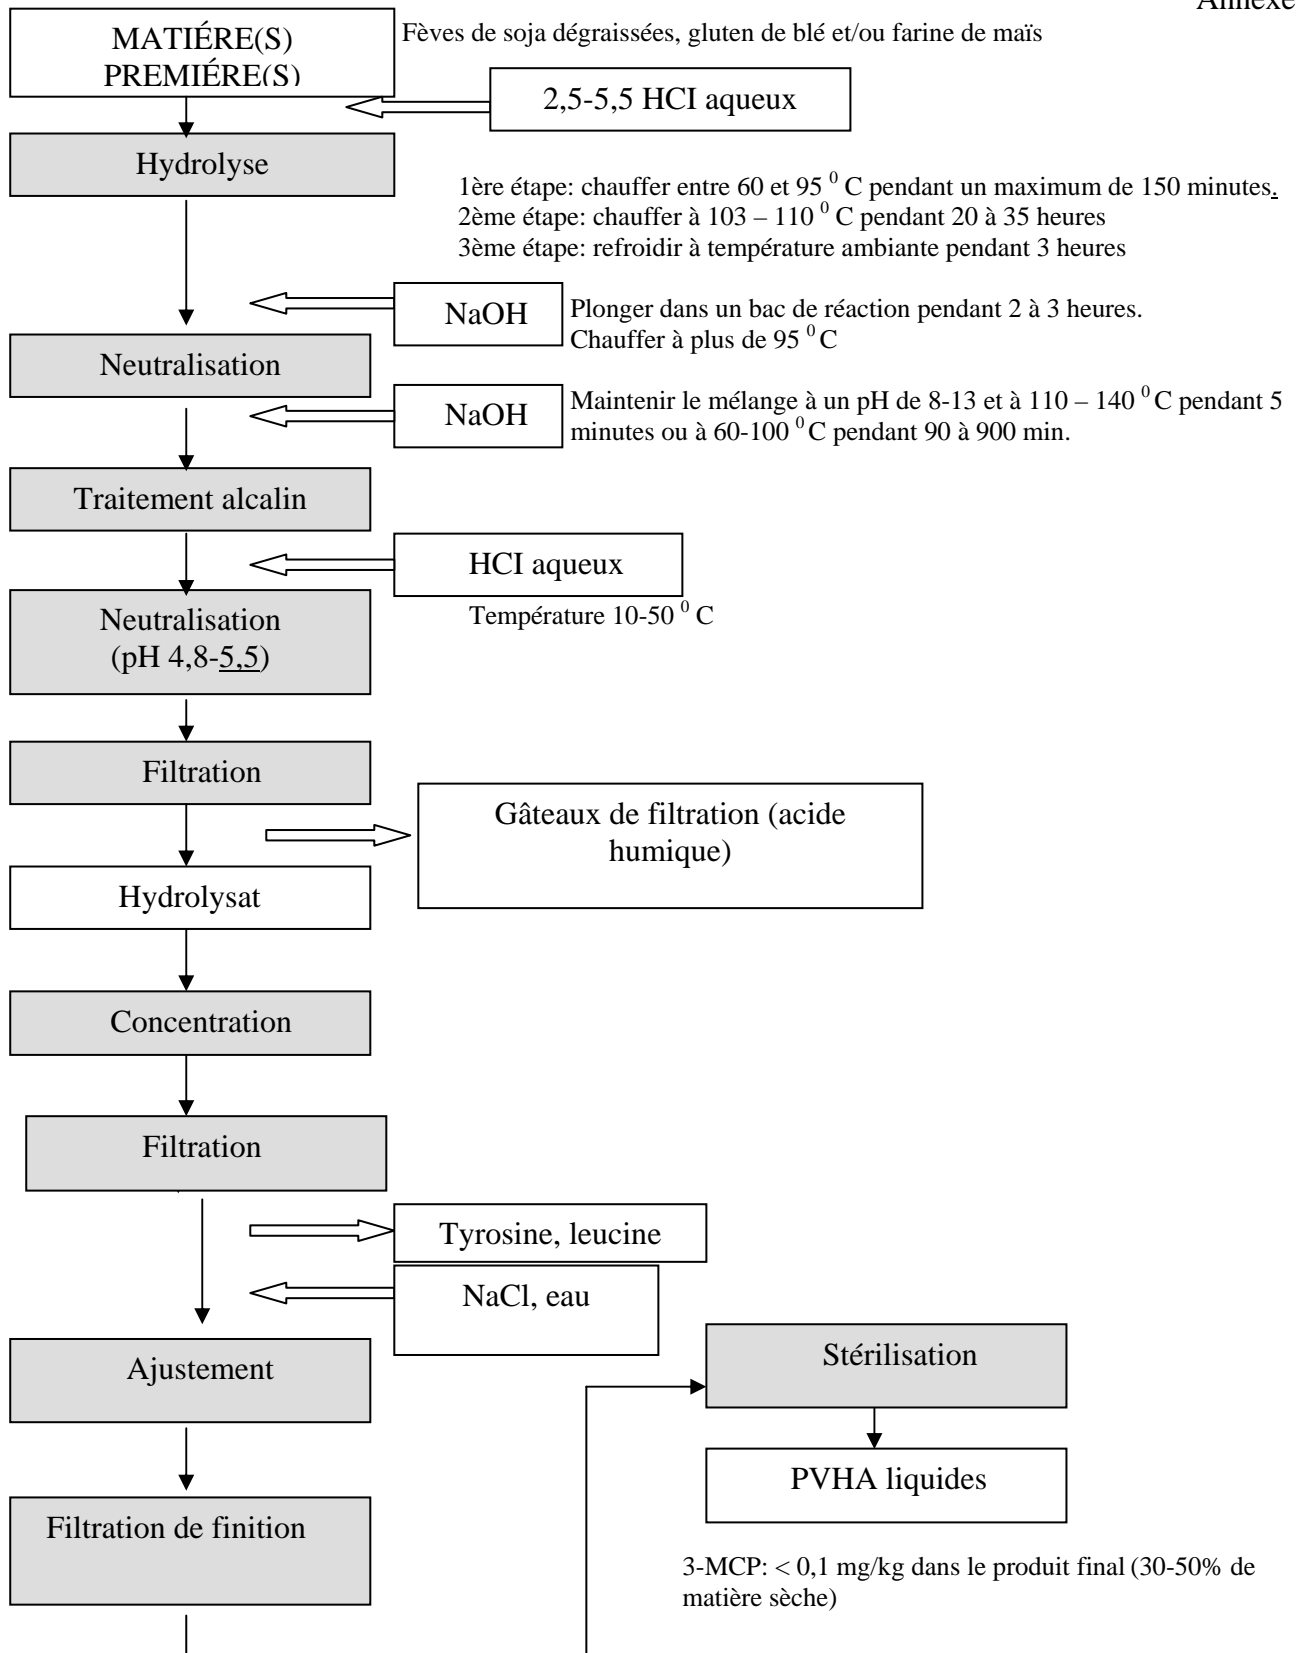 Annexe
MATIÉRE(S)
PREMIÉRE(S)
Fèves de soja dégraissées, gluten de blé et/ou farine de maïs
2,5-5,5 HCI aqueux
Hydrolyse
1ère étape: chauffer entre 60 et 95 ⁰ C pendant un maximum de 150 minutes.
2ème étape: chauffer à 103 – 110 ⁰ C pendant 20 à 35 heures
3ème étape: refroidir à température ambiante pendant 3 heures
NaOH
Plonger dans un bac de réaction pendant 2 à 3 heures.
Chauffer à plus de 95 ⁰ C
Neutralisation
NaOH
Maintenir le mélange à un pH de 8-13 et à 110 – 140 ⁰ C pendant 5
minutes ou à 60-100 ⁰ C pendant 90 à 900 min.
Traitement alcalin
HCI aqueux
Température 10-50 ⁰ C
Neutralisation
(pH 4,8-5,5)
Filtration
Gâteaux de filtration (acide
humique)
Hydrolysat
Concentration
Filtration
Tyrosine, leucine
NaCl, eau
Ajustement
Stérilisation
PVHA liquides
Filtration de finition
3-MCP: < 0,1 mg/kg dans le produit final (30-50% de
matière sèche)